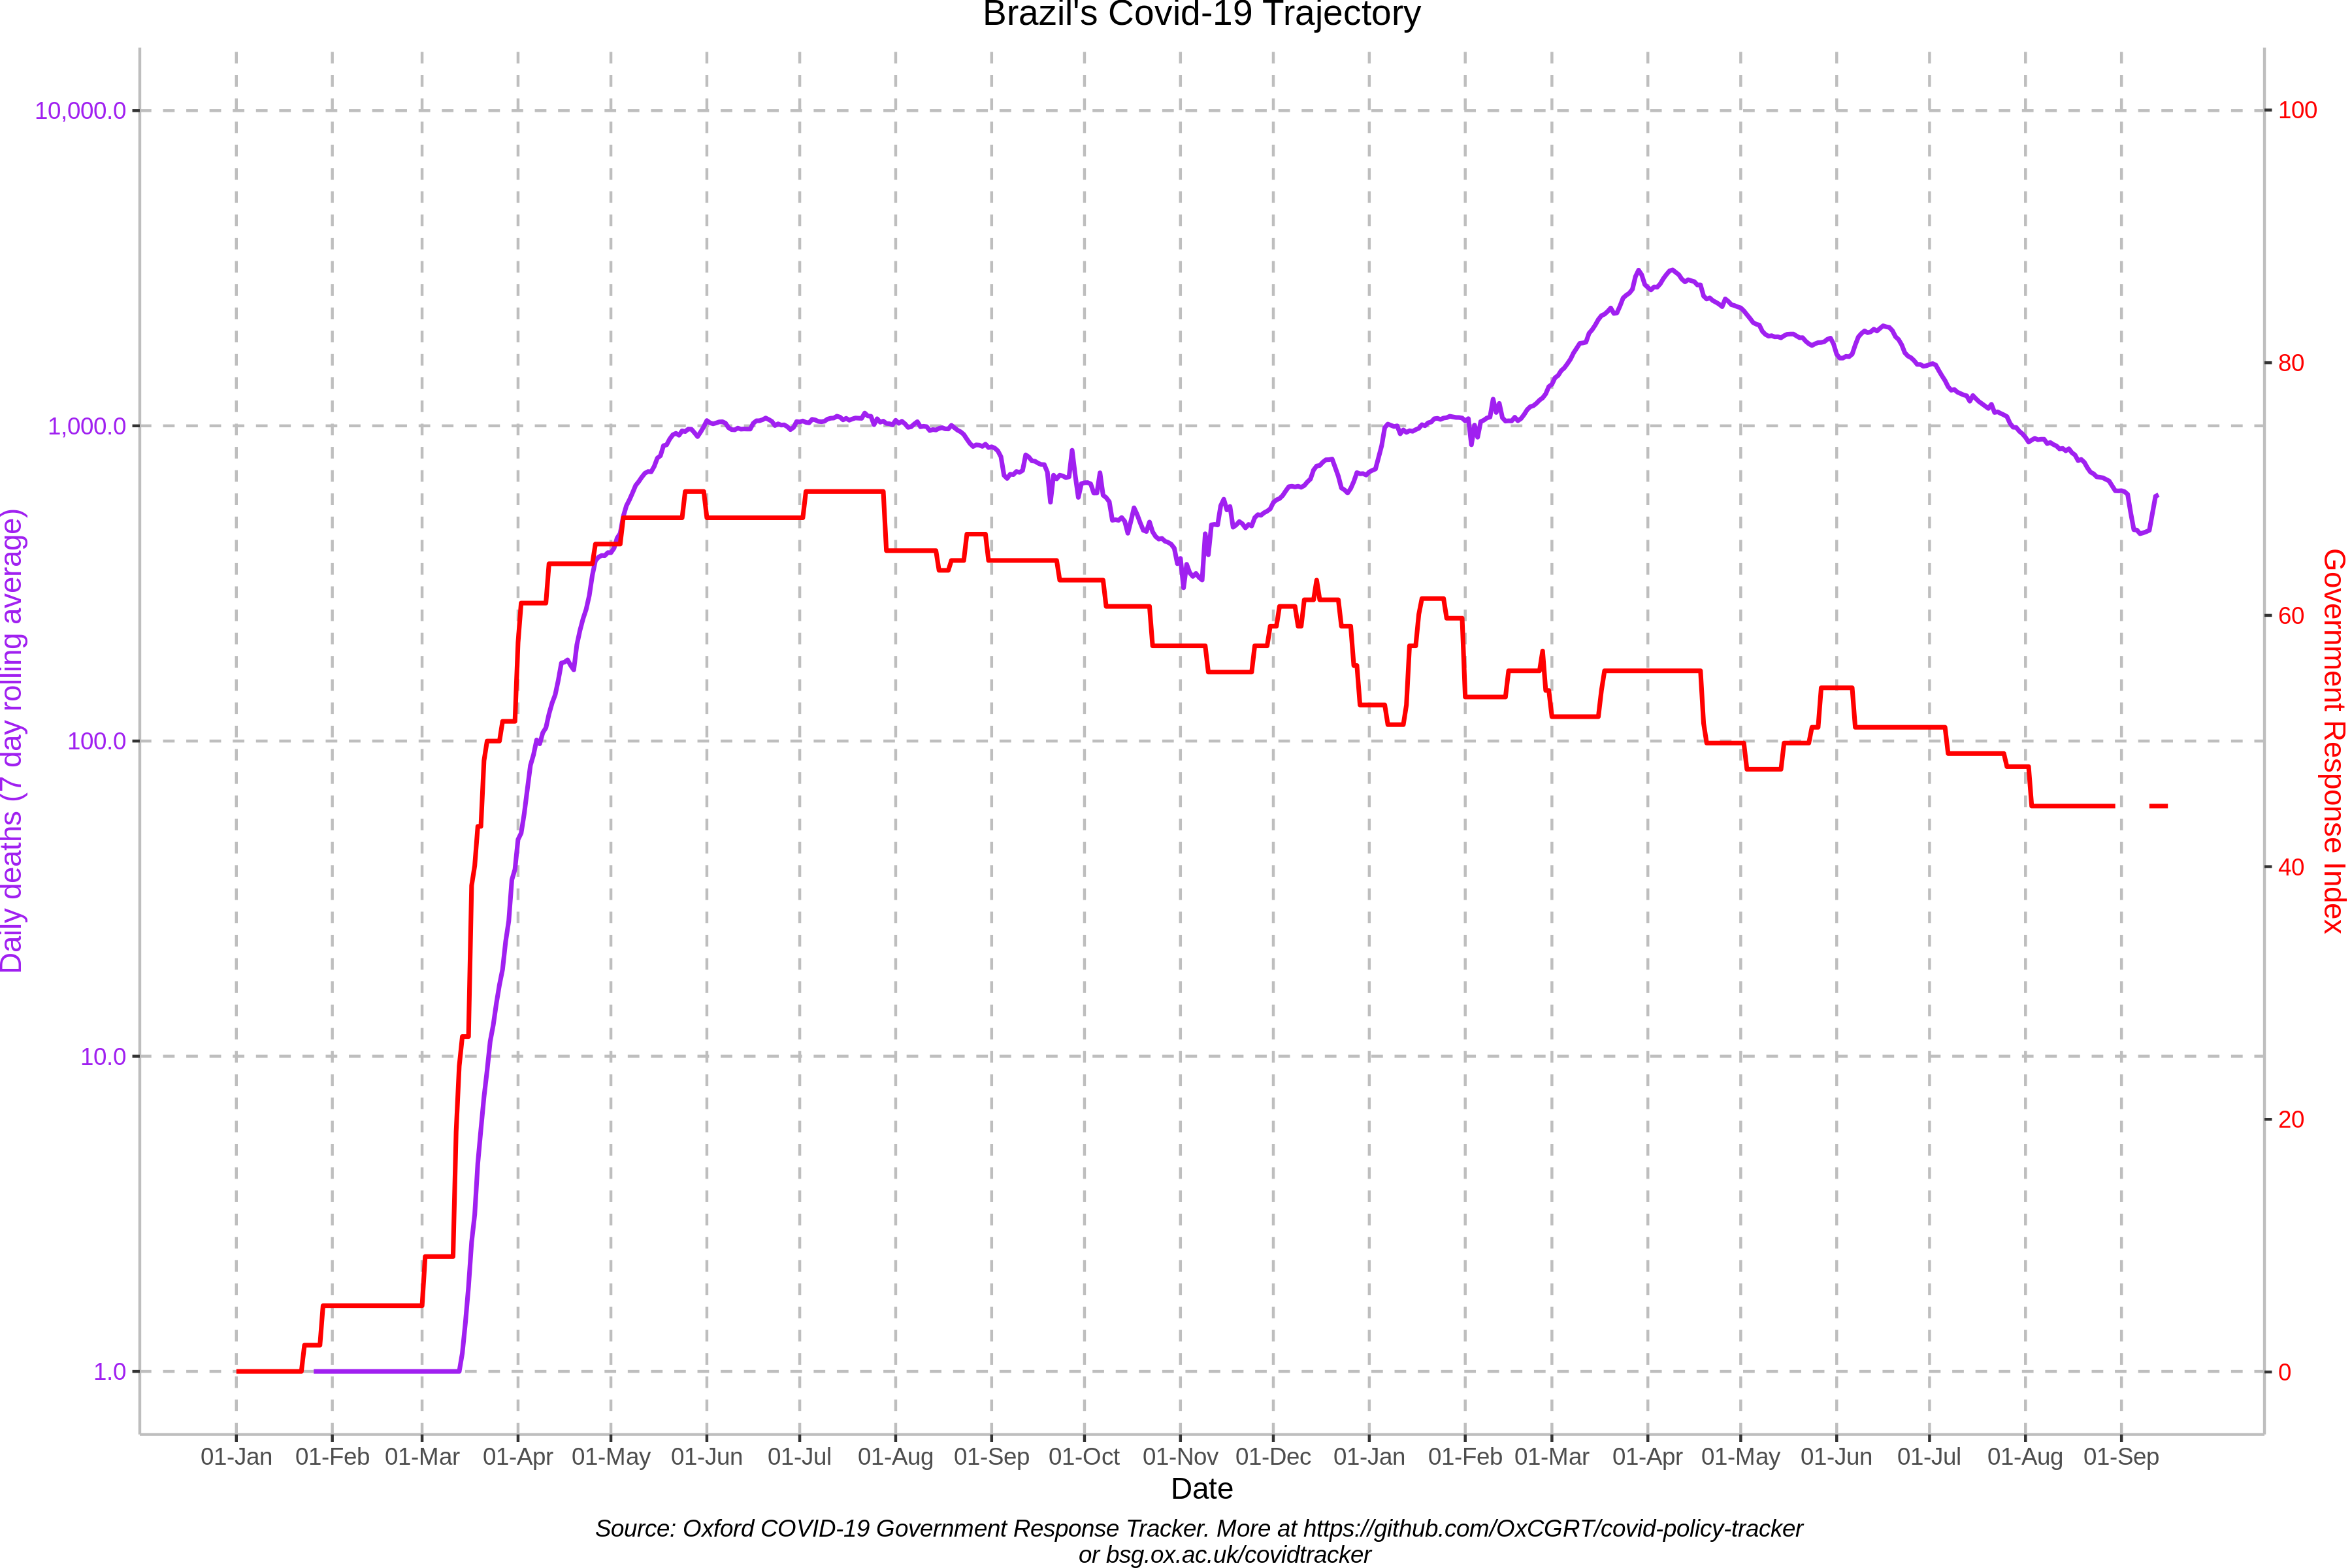 Brazil's Covid-19 Trajectory
10,000.0
1,000.0
100.0
10.0
1.0
Daily deaths (7 day rolling average)
100
80
60
40
20
0
Government Response Index
01-Jan 01-Feb 01-Mar 01-Apr 01-May 01-Jun 01-Jul 01-Aug 01-Sep 01-Oct 01-Nov 01-Dec 01-Jan 01-Feb 01-Mar 01-Apr 01-May 01-Jun 01-Jul 01-Aug 01-Sep
Date
Source: Oxford COVID-19 Government Response Tracker. More at https://github.com/OxCGRT/covid-policy-tracker
or bsg.ox.ac.uk/covidtracker